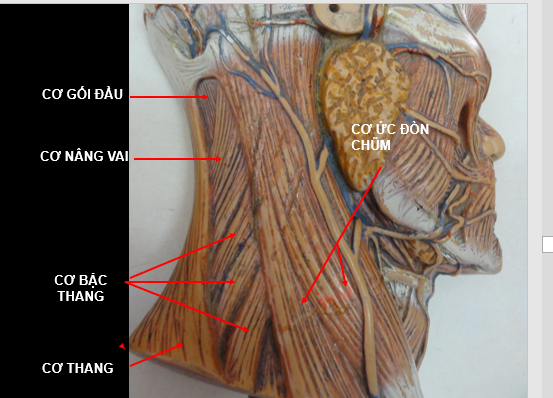 CƠ GỐI ĐẦU
CƠ ỨC ĐÒN
CHŨM
CƠ NÂNG VAI
CƠ BẬC
THANG
CƠ THANG